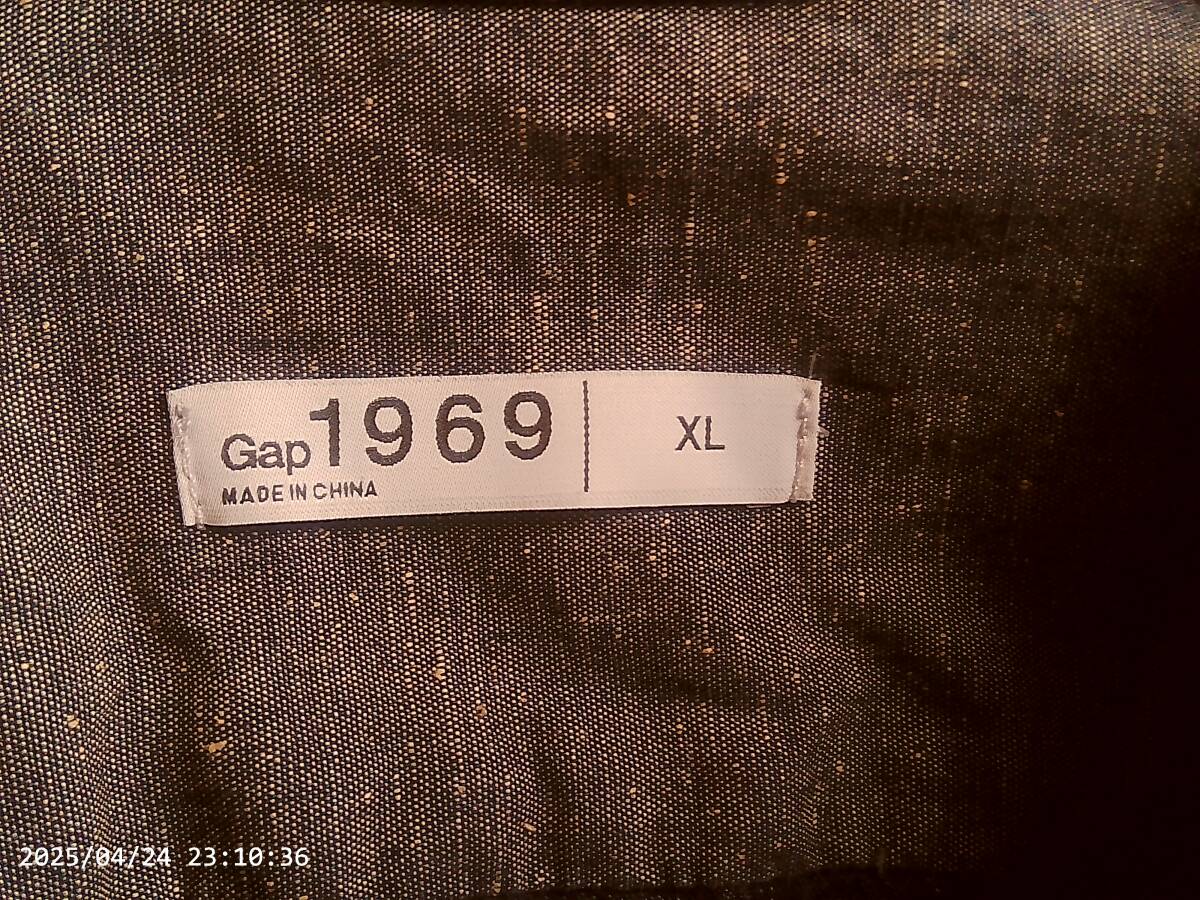 Gap 1969 | XL
MADE IN CHINA
2025/04/24 23:10:36